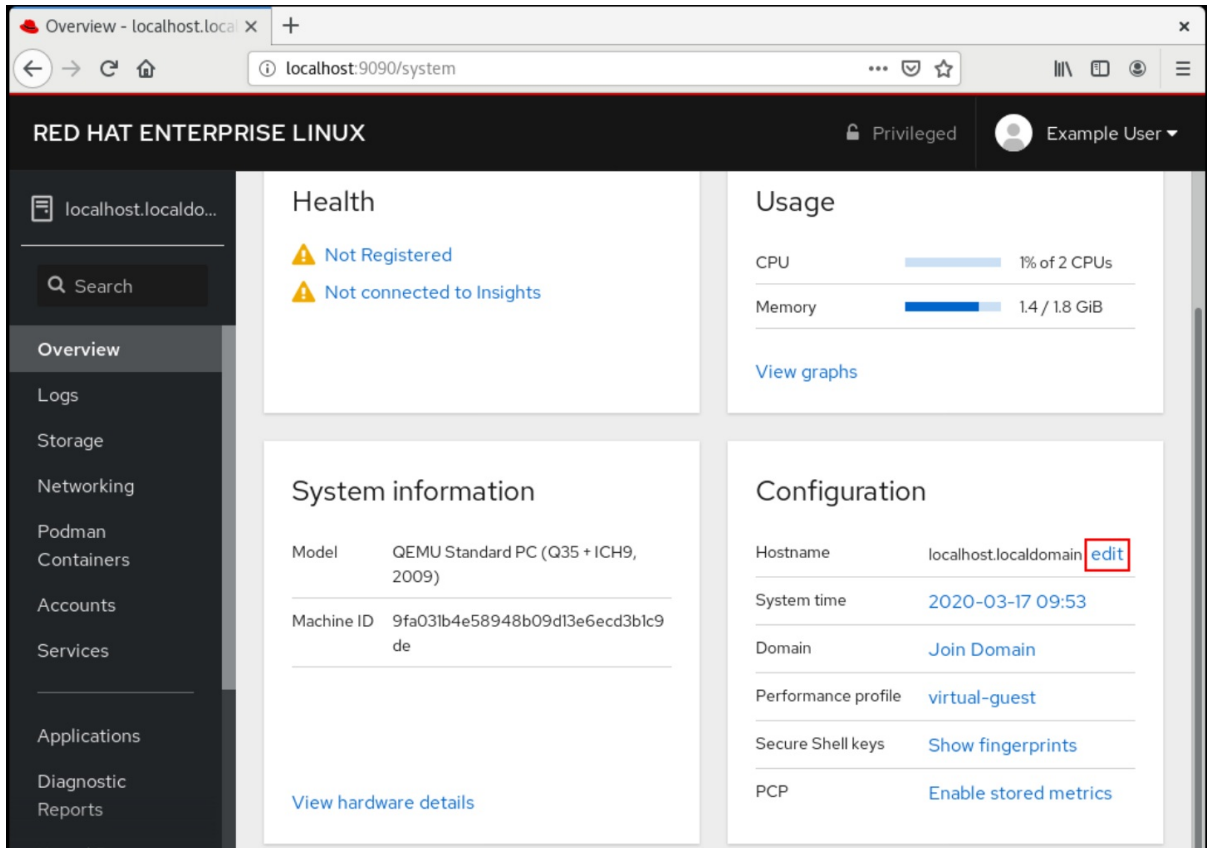 Overview - localhost.local
localhost:9090/system
RED HAT ENTERPRISE LINUX
Privileged
Example User
localhost.localdo...
Search
Overview
Logs
Storage
Networking
Podman
Containers
Accounts
Services
Applications
Diagnostic
Reports
Health
Not Registered
Not connected to Insights
Usage
CPU 1% of 2 CPUs
Memory 1.4 / 1.8 GiB
View graphs
System information
Model QEMU Standard PC (Q35 + ICH9,
2009)
Machine ID 9fa031b4e58948b09d13e6ecd3b1c9
de
View hardware details
Configuration
Hostname localhost.localdomain edit
System time 2020-03-17 09:53
Domain Join Domain
Performance profile virtual-guest
Secure Shell keys Show fingerprints
PCP Enable stored metrics